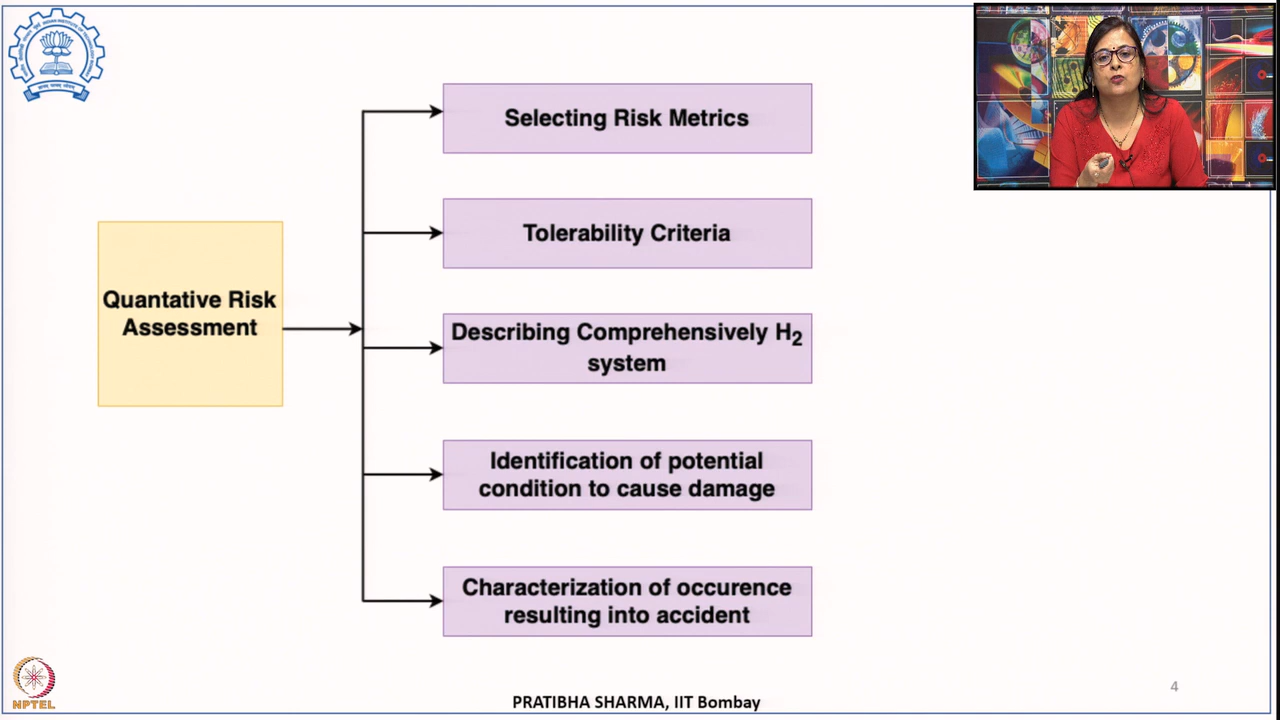 Selecting Risk Metrics
Tolerability Criteria
Quantative Risk
Assessment
Describing Comprehensively H₂
system
Identification of potential
condition to cause damage
Characterization of occurence
resulting into accident
4
NPTEL
PRATIBHA SHARMA, IIT Bombay